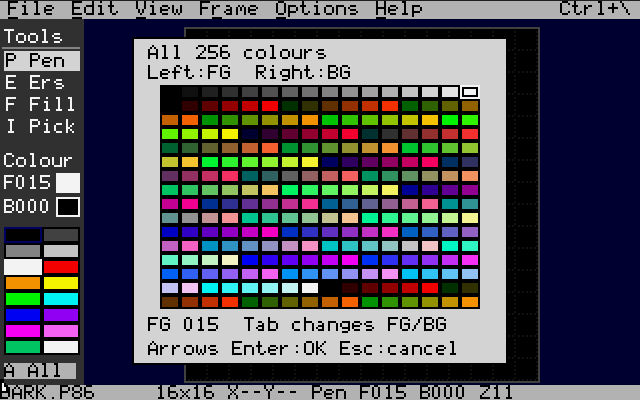 File Edit View Frame Options Help Ctrl+\
Tools
P Pen
E Ers
F Fill
I Pick
Colour
F015
B000
A All
All 256 colours
Left:FG Right:BG
FG 015 Tab changes FG/BG
Arrows Enter:OK Esc:cancel
DARK.P86 16x16 X--Y-- Pen F015 B000 Z11